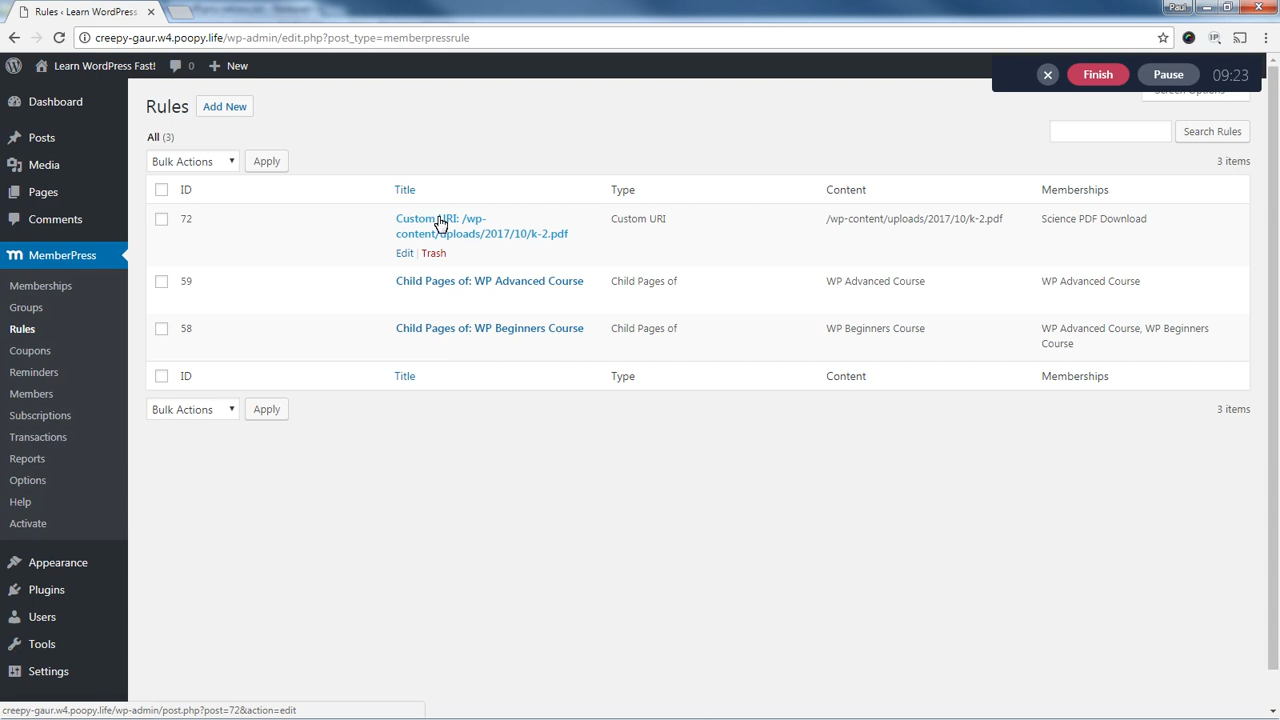 Rules ‹ Learn WordPress
Paul
creepy-gaur.w4.poopy.life/wp-admin/edit.php?post_type=memberpressrule
Learn WordPress Fast!
0
New
Finish
Pause
09:23
Screen Options
Dashboard
Posts
Media
Pages
Comments
MemberPress
Memberships
Groups
Rules
Coupons
Reminders
Members
Subscriptions
Transactions
Reports
Options
Help
Activate
Appearance
Plugins
Users
Tools
Settings
Rules
Add New
All (3)
Search Rules
Bulk Actions
Apply
3 items
ID Title Type Content Memberships
72 Custom URI: /wp- Custom URI /wp-content/uploads/2017/10/k-2.pdf Science PDF Download
content/uploads/2017/10/k-2.pdf
Edit | Trash
59 Child Pages of: WP Advanced Course Child Pages of WP Advanced Course WP Advanced Course
58 Child Pages of: WP Beginners Course Child Pages of WP Beginners Course WP Advanced Course, WP Beginners
Course
ID Title Type Content Memberships
Bulk Actions
Apply
3 items
creepy-gaur.w4.poopy.life/wp-admin/post.php?post=72&action=edit